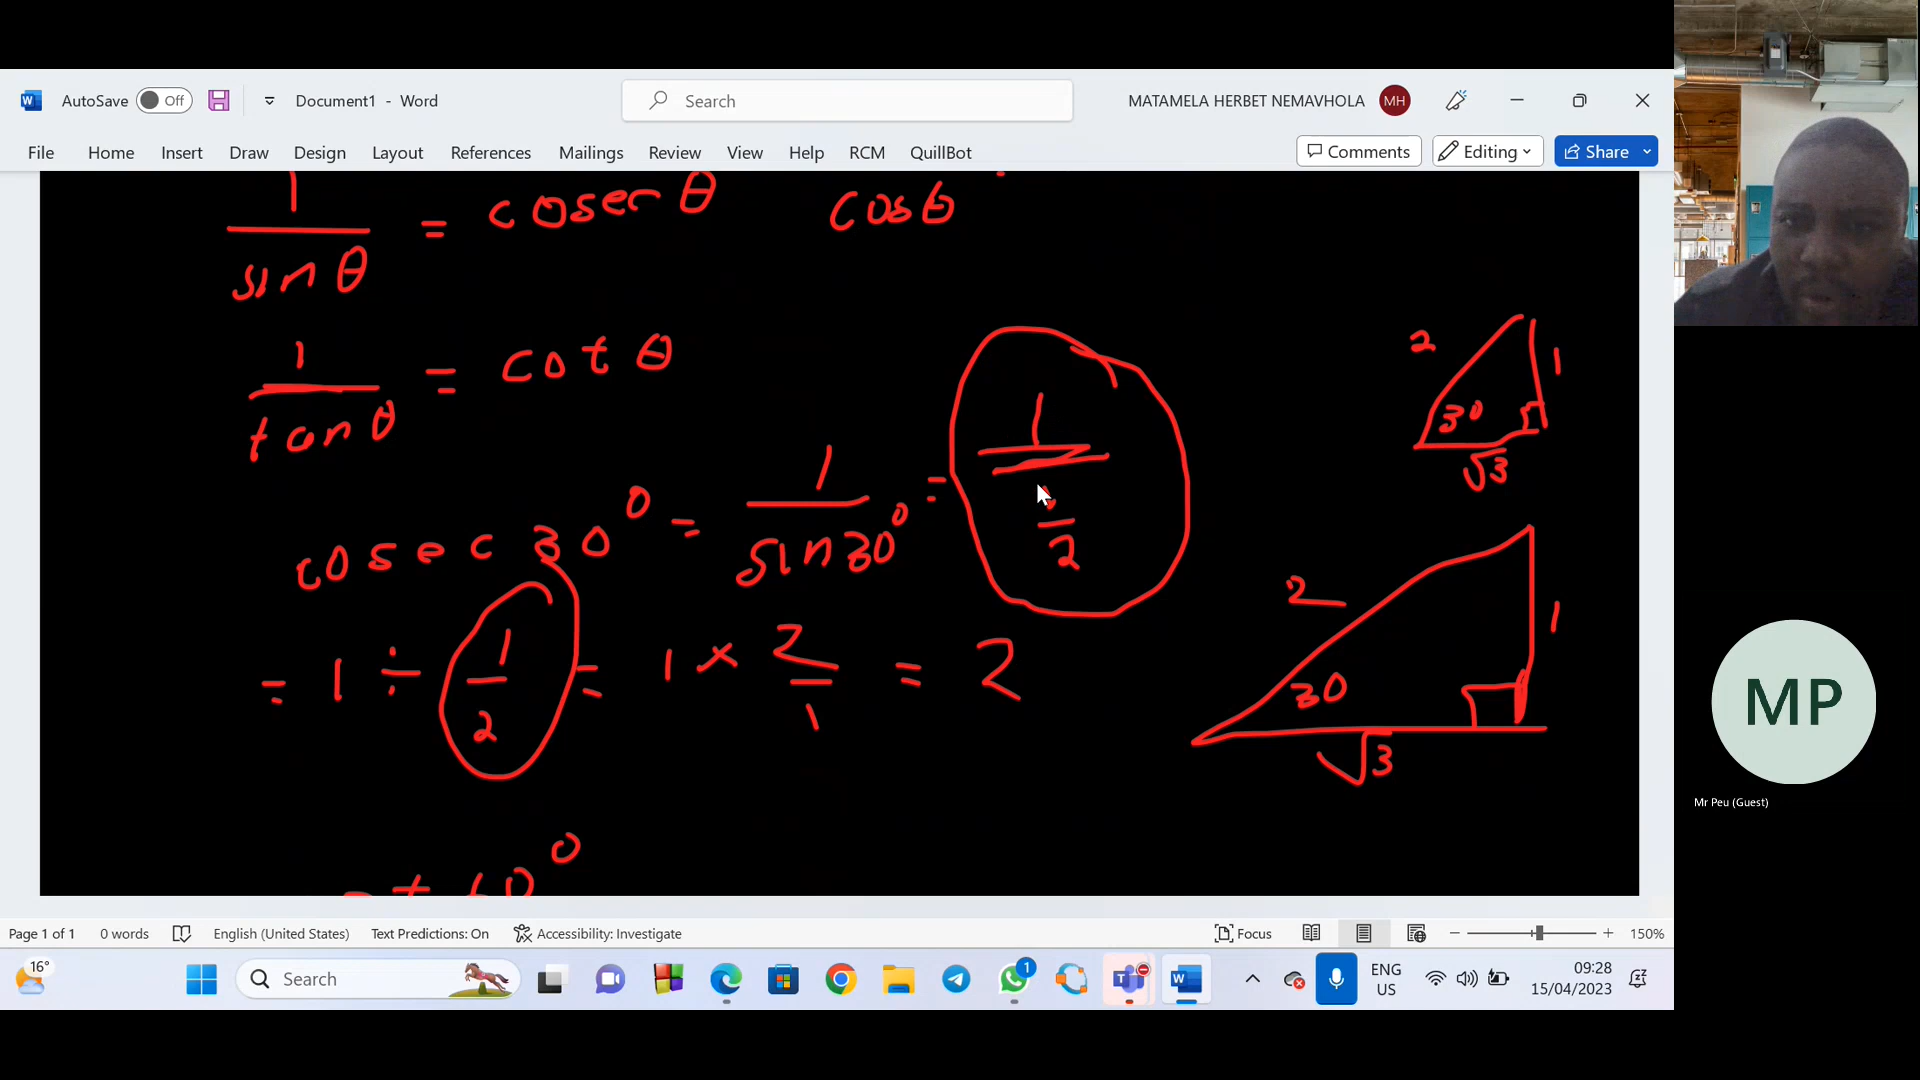 AutoSave Off Document1 - Word Search MATAMELA HERBET NEMAVHOLA MH
File Home Insert Draw Design Layout References Mailings Review View Help RCM QuillBot Comments Editing Share
1/sin θ = cosec θ cos θ
1/tan θ = cot θ
cosec 30° = 1/sin 30° = 1/(1/2)
= 1 ÷ 1/2 = 1 × 2/1 = 2
2 1
30
√3
2 1
30
√3
MP
Mr Peu (Guest)
Page 1 of 1 0 words English (United States) Text Predictions: On Accessibility: Investigate Focus 150%
16° Search 1 ENG US 09:28 15/04/2023